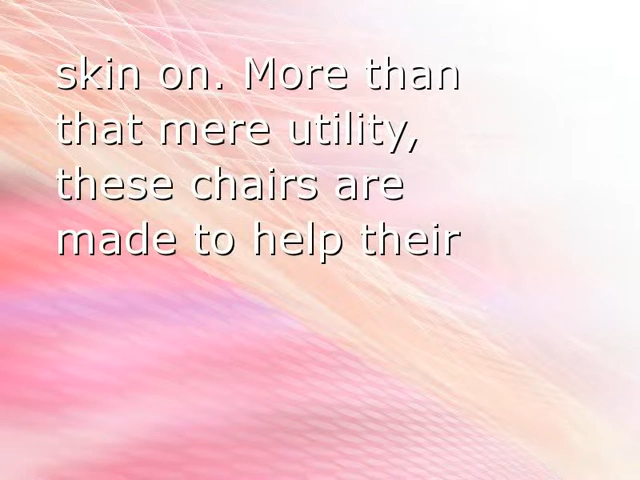 skin on. More than
that mere utility,
these chairs are
made to help their